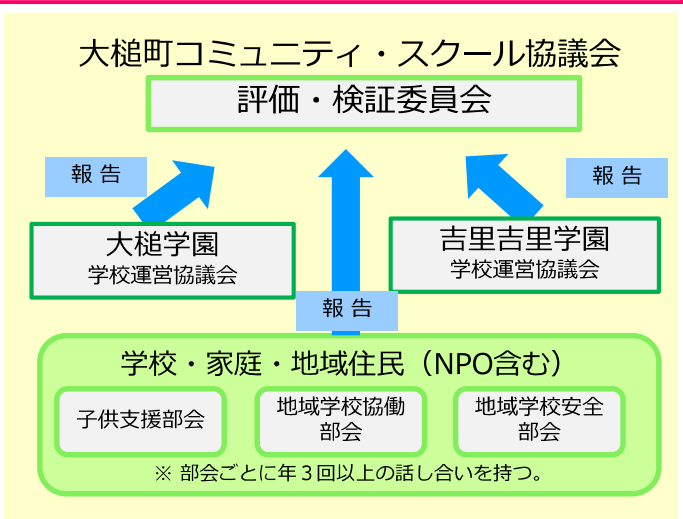 大槌町コミュニティ・スクール協議会
評価・検証委員会
報 告
報 告
大槌学園
学校運営協議会
吉里吉里学園
学校運営協議会
報 告
学校・家庭・地域住民（NPO含む）
子供支援部会
地域学校協働
部会
地域学校安全
部会
※ 部会ごとに年３回以上の話し合いを持つ。